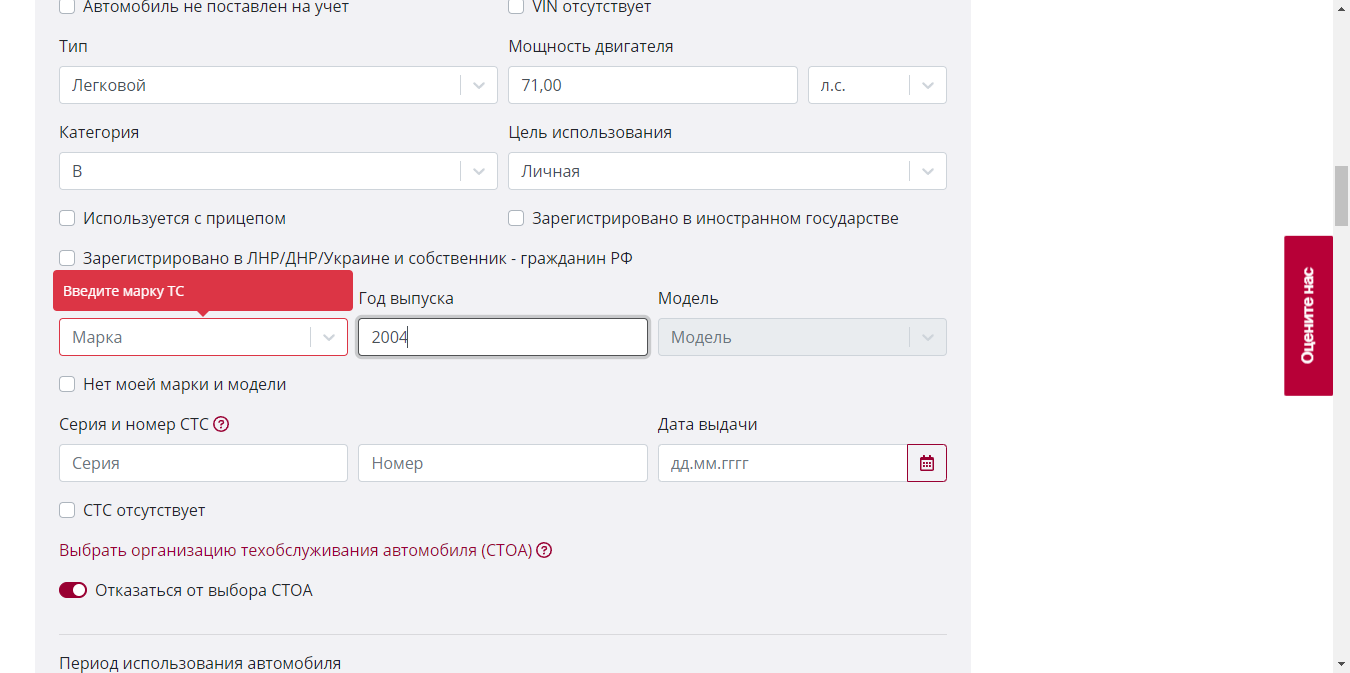 Автомобиль не поставлен на учет
VIN отсутствует
Тип
Мощность двигателя
Легковой
71,00
л.с.
Категория
Цель использования
B
Личная
Используется с прицепом
Зарегистрировано в иностранном государстве
Зарегистрировано в ЛНР/ДНР/Украине и собственник - гражданин РФ
Введите марку ТС
Год выпуска
Модель
Марка
2004
Модель
Нет моей марки и модели
Серия и номер СТС
Дата выдачи
Серия
Номер
дд.мм.гггг
СТС отсутствует
Выбрать организацию техобслуживания автомобиля (СТОА)
Отказаться от выбора СТОА
Период использования автомобиля
Оцените нас